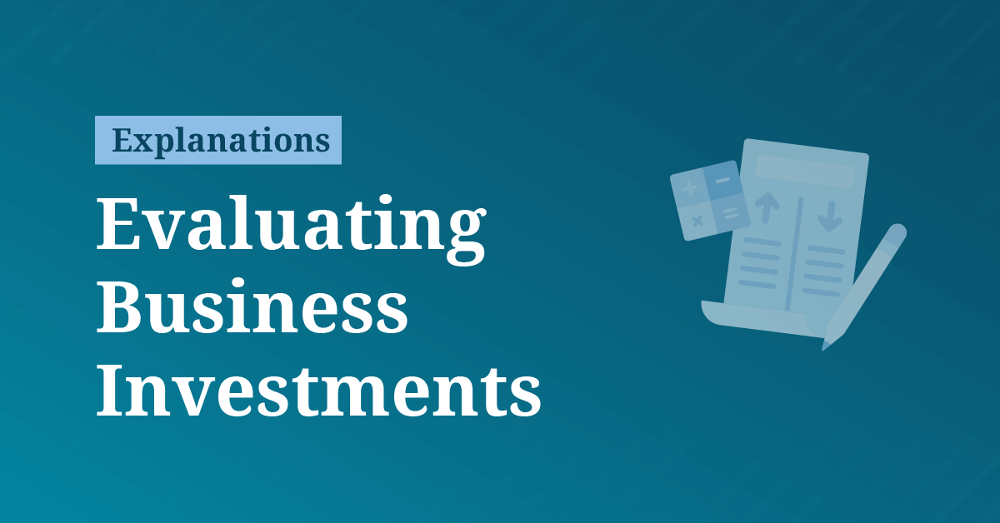 Explanations
Evaluating
Business
Investments